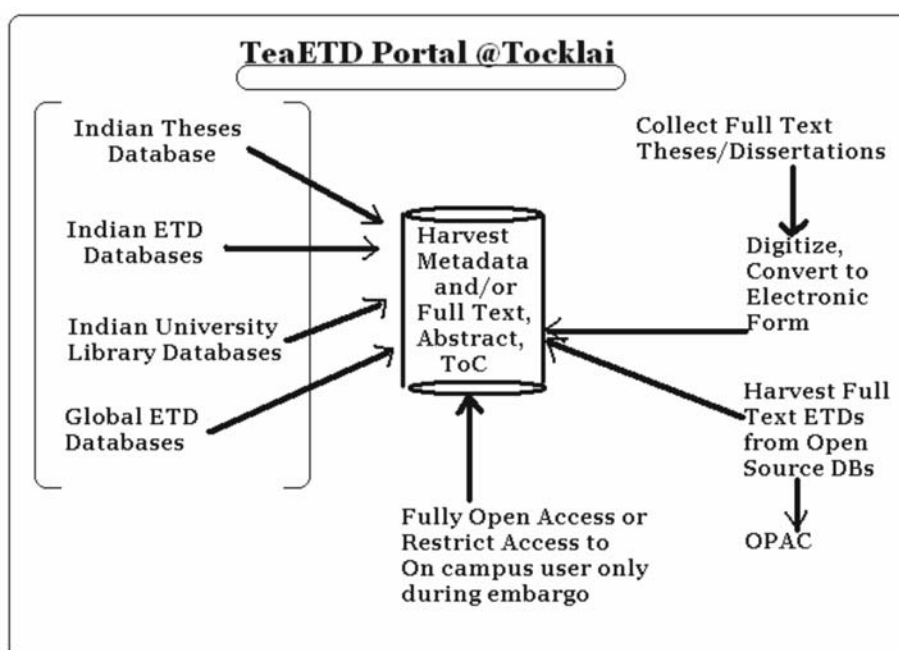 TeaETD Portal @Tocklai
Indian Theses
Database
Indian ETD
Databases
Indian University
Library Databases
Global ETD
Databases
Harvest
Metadata
and/or
Full Text,
Abstract,
ToC
Fully Open Access or
Restrict Access to
On campus user only
during embargo
Collect Full Text
Theses/Dissertations
Digitize,
Convert to
Electronic
Form
Harvest Full
Text ETDs
from Open
Source DBs
OPAC